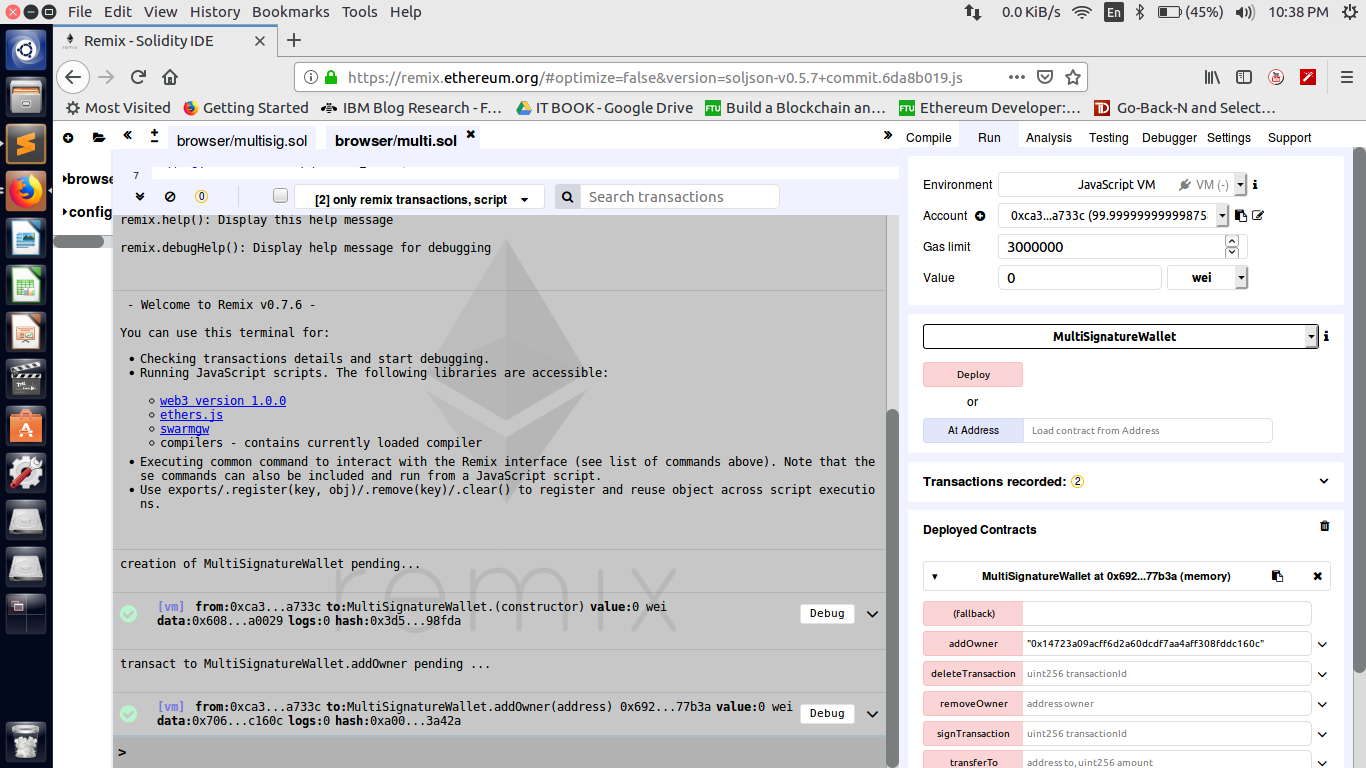 File Edit View History Bookmarks Tools Help
0.0 KiB/s En (45%) 10:38 PM
Remix - Solidity IDE
https://remix.ethereum.org/#optimize=false&version=soljson-v0.5.7+commit.6da8b019.js
Most Visited Getting Started IBM Blog Research - F… IT BOOK - Google Drive FTU Build a Blockchain an… FTU Ethereum Developer:… TD Go-Back-N and Select…
browser/multisig.sol browser/multi.sol
Compile Run Analysis Testing Debugger Settings Support
browse
config
7
0 [2] only remix transactions, script Search transactions
remix.help(): Display this help message
remix.debugHelp(): Display help message for debugging
- Welcome to Remix v0.7.6 -
You can use this terminal for:
Checking transactions details and start debugging.
Running JavaScript scripts. The following libraries are accessible:
web3 version 1.0.0
ethers.js
swarmgw
compilers - contains currently loaded compiler
Executing common command to interact with the Remix interface (see list of commands above). Note that the
se commands can also be included and run from a JavaScript script.
Use exports/.register(key, obj)/.remove(key)/.clear() to register and reuse object across script executio
ns.
remix
creation of MultiSignatureWallet pending...
[vm] from:0xca3...a733c to:MultiSignatureWallet.(constructor) value:0 wei
data:0x608...a0029 logs:0 hash:0x3d5...98fda
Debug
transact to MultiSignatureWallet.addOwner pending ...
[vm] from:0xca3...a733c to:MultiSignatureWallet.addOwner(address) 0x692...77b3a value:0 wei
data:0x706...c160c logs:0 hash:0xa00...3a42a
Debug
>
Environment JavaScript VM VM (-)
Account 0xca3...a733c (99.99999999999875
Gas limit 3000000
Value 0 wei
MultiSignatureWallet
Deploy
or
At Address Load contract from Address
Transactions recorded: 2
Deployed Contracts
MultiSignatureWallet at 0x692...77b3a (memory)
(fallback)
addOwner "0x14723a09acff6d2a60dcdf7aa4aff308fddc160c"
deleteTransaction uint256 transactionId
removeOwner address owner
signTransaction uint256 transactionId
transferTo address to, uint256 amount